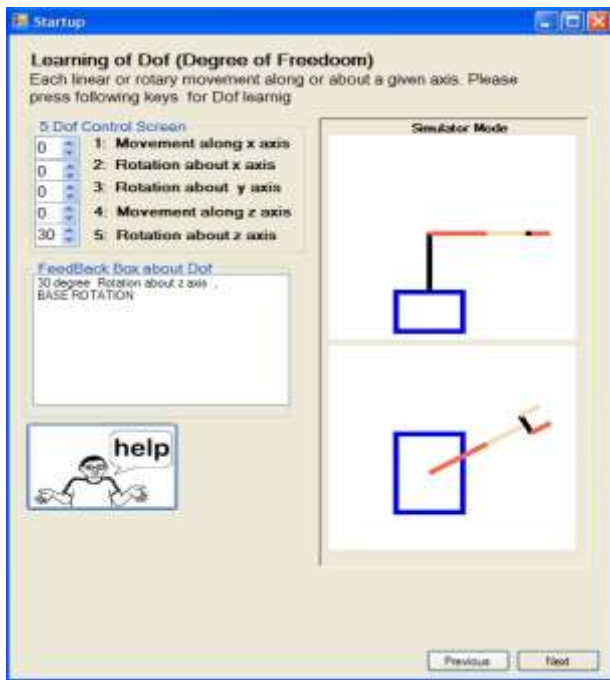 Startup
Learning of Dof (Degree of Freedoom)
Each linear or rotary movement along or about a given axis. Please
press following keys for Dof learnig
5 Dof Control Screen
0 1: Movement along x axis
0 2: Rotation about x axis
0 3: Rotation about y axis
0 4: Movement along z axis
30 5: Rotation about z axis
FeedBack Box about Dof
30 degree Rotation about z axis ,
BASE ROTATION
help
Simulator Mode
Previous
Next